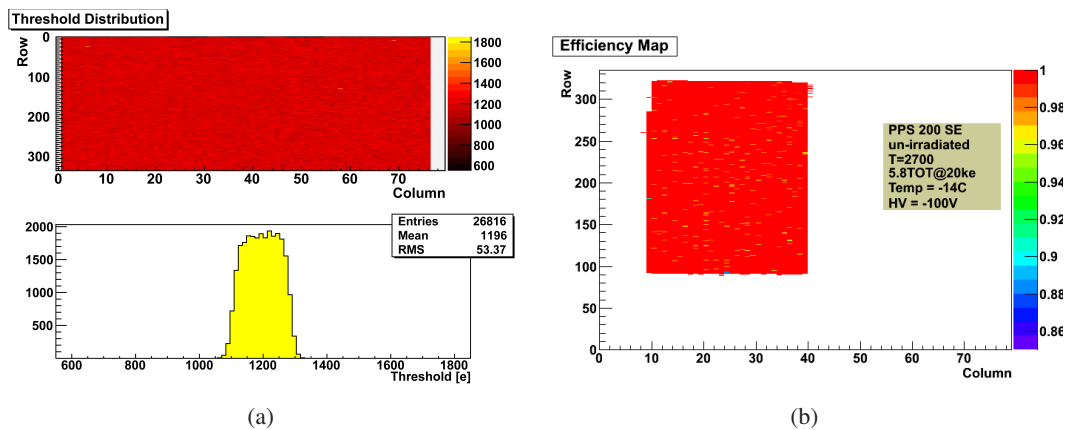 Threshold Distribution
Row
0
100
200
300
0 10 20 30 40 50 60 70
Column
1800
1600
1400
1200
1000
800
600
Entries 26816
Mean 1196
RMS 53.37
2000
1500
1000
500
600 800 1000 1200 1400 1600 1800
Threshold [e]
(a)
Efficiency Map
Row
300
250
200
150
100
50
0
0 10 20 30 40 50 60 70
Column
PPS 200 SE
un-irradiated
T=2700
5.8TOT@20ke
Temp = -14C
HV = -100V
1
0.98
0.96
0.94
0.92
0.9
0.88
0.86
(b)